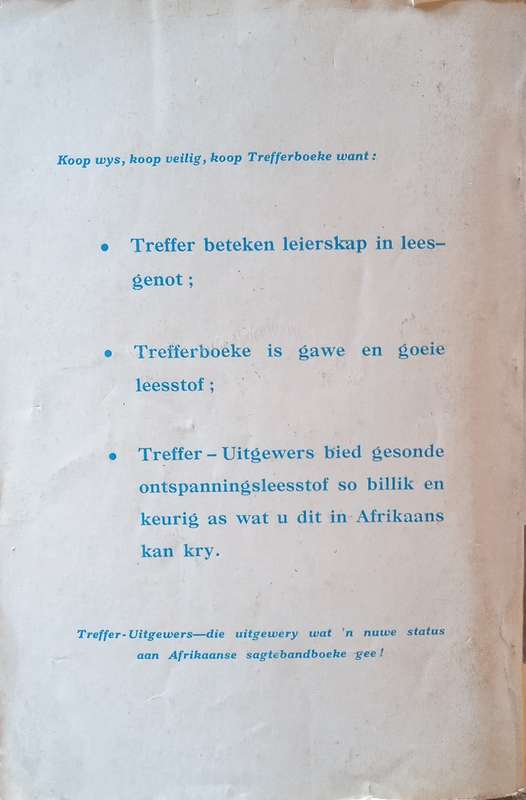 Koop wys, koop veilig, koop Trefferboeke want :
• Treffer beteken leierskap in lees–
genot ;
• Trefferboeke is gawe en goeie
leesstof ;
• Treffer – Uitgewers bied gesonde
ontspanningsleesstof so billik en
keurig as wat u dit in Afrikaans
kan kry.
Treffer-Uitgewers—die uitgewery wat 'n nuwe status
aan Afrikaanse sagtebandboeke gee !